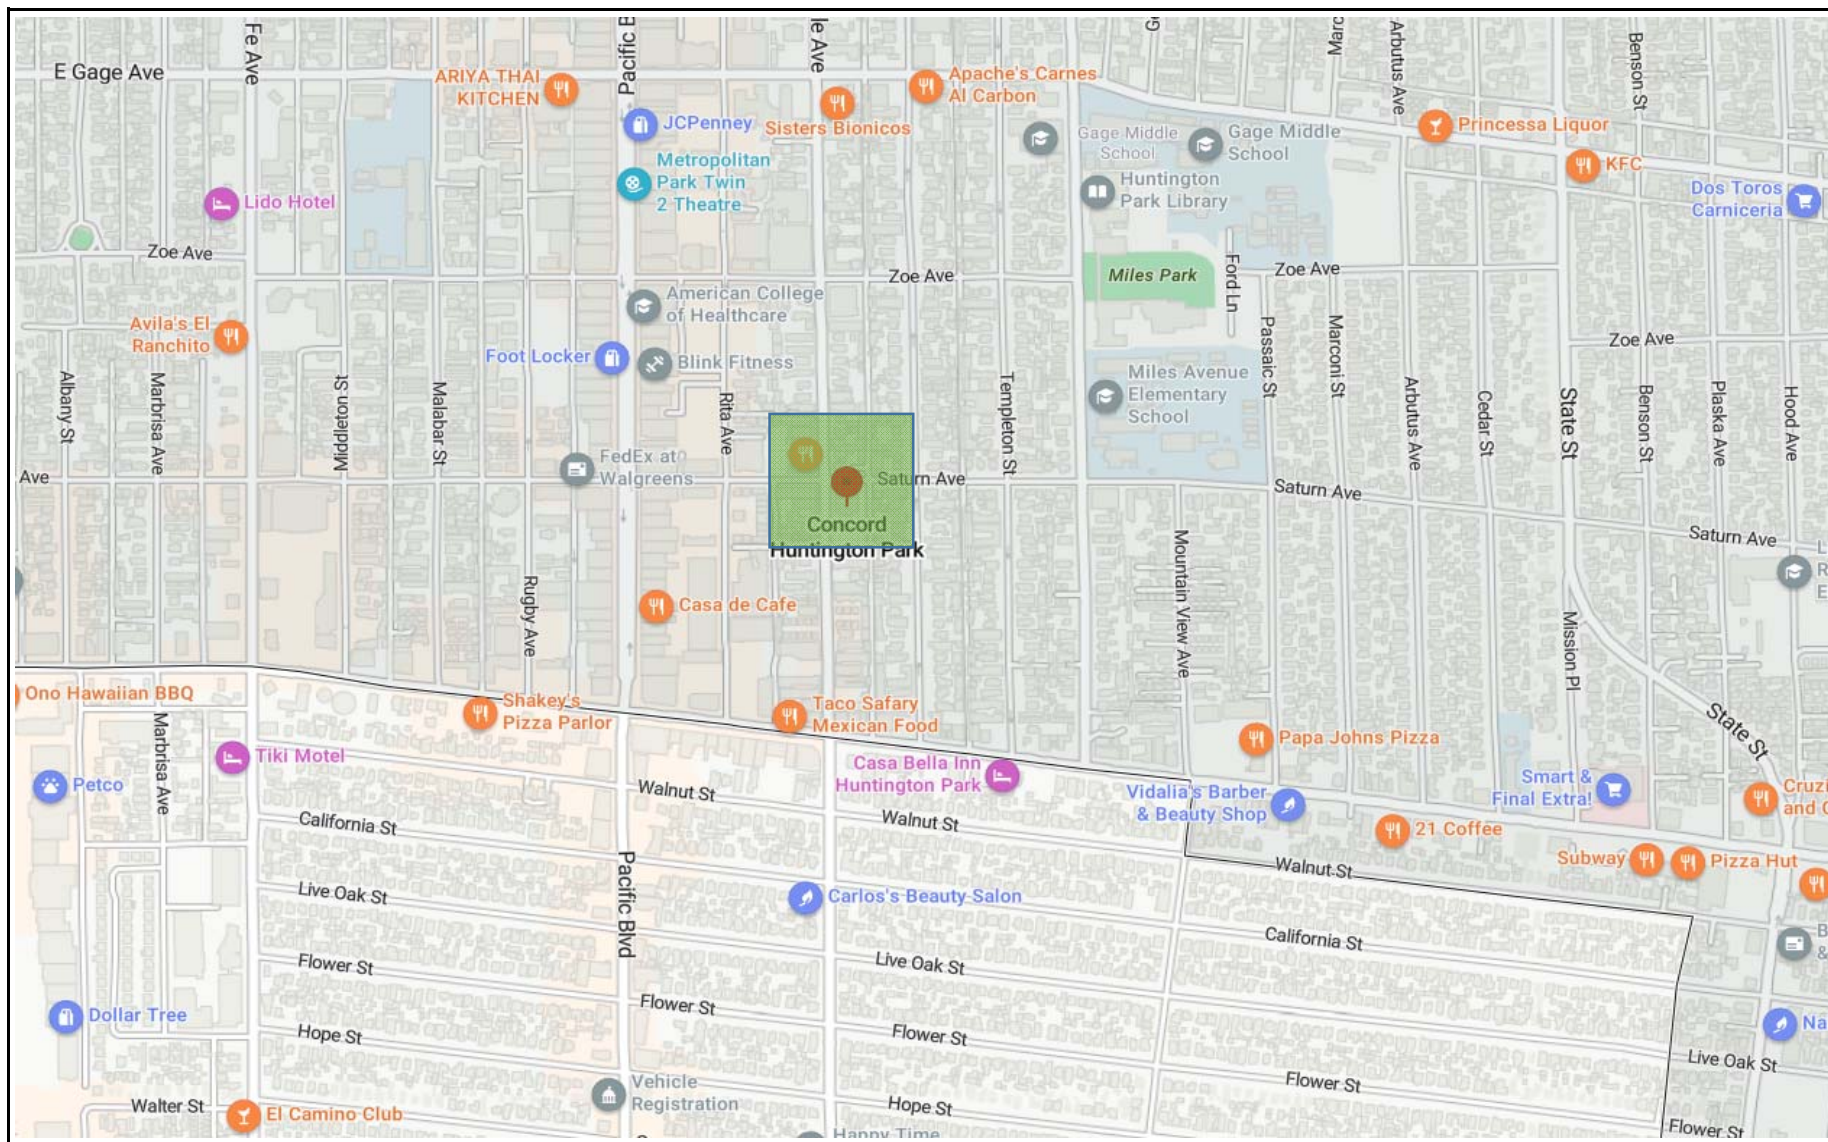 E Gage Ave
Fe Ave
ARIYA THAI
KITCHEN
Pacific B
JCPenney
le Ave
Sisters Bionicos
Apache's Carnes
Al Carbon
Metropolitan
Park Twin
2 Theatre
Gage Middle
School
Gage Middle
School
Huntington
Park Library
Arbutus Ave
Benson St
Princessa Liquor
KFC
Dos Toros
Carniceria
Lido Hotel
Zoe Ave
Zoe Ave
Miles Park
Ford Ln
Zoe Ave
Zoe Ave
American College
of Healthcare
Avila's El
Ranchito
Foot Locker
Blink Fitness
Albany St
Marbrisa Ave
Middleton St
Malabar St
Rita Ave
Templeton St
Miles Avenue
Elementary
School
Passaic St
Marconi St
Arbutus Ave
Cedar St
State St
Benson St
Plaska Ave
Hood Ave
Ave
FedEx at
Walgreens
Saturn Ave
Saturn Ave
Saturn Ave
Concord
Huntington Park
Rugby Ave
Casa de Cafe
Mountain View Ave
Mission Pl
State St
L
R
E
Ono Hawaiian BBQ
Shakey's
Pizza Parlor
Taco Safary
Mexican Food
Marbrisa Ave
Tiki Motel
Petco
Casa Bella Inn
Huntington Park
Papa Johns Pizza
Vidalia's Barber
& Beauty Shop
Smart &
Final Extra!
Cruzi
and C
21 Coffee
Subway
Pizza Hut
Walnut St
Walnut St
Walnut St
California St
Pacific Blvd
Live Oak St
Carlos's Beauty Salon
California St
B
&
Flower St
Live Oak St
Dollar Tree
Flower St
Flower St
Na
Hope St
Live Oak St
Vehicle
Registration
Flower St
Walter St
El Camino Club
Hope St
Happy Time
Flower St